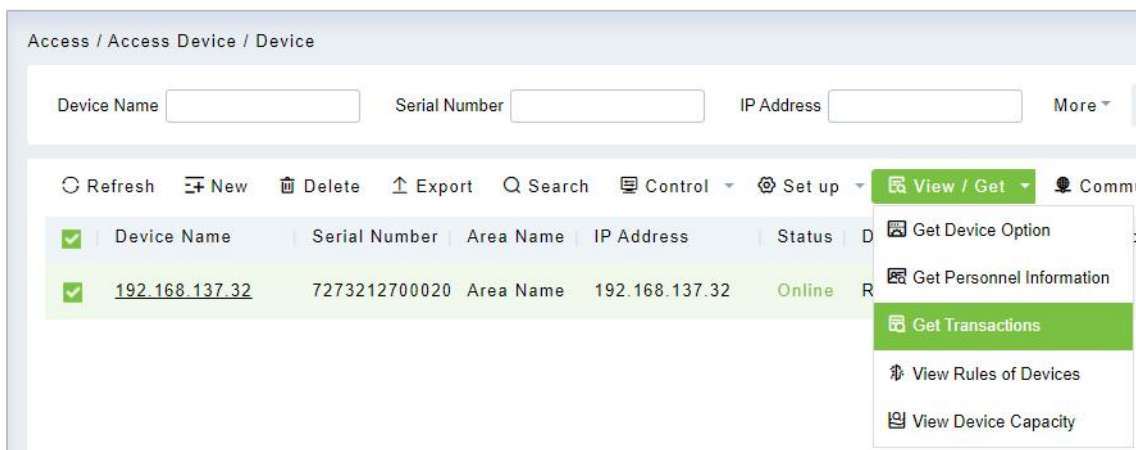 Access / Access Device / Device
Device Name Serial Number IP Address More
Refresh New Delete Export Search Control Set up View / Get
Device Name Serial Number Area Name IP Address Status
Get Device Option
Get Personnel Information
192.168.137.32 7273212700020 Area Name 192.168.137.32 Online
Get Transactions
View Rules of Devices
View Device Capacity